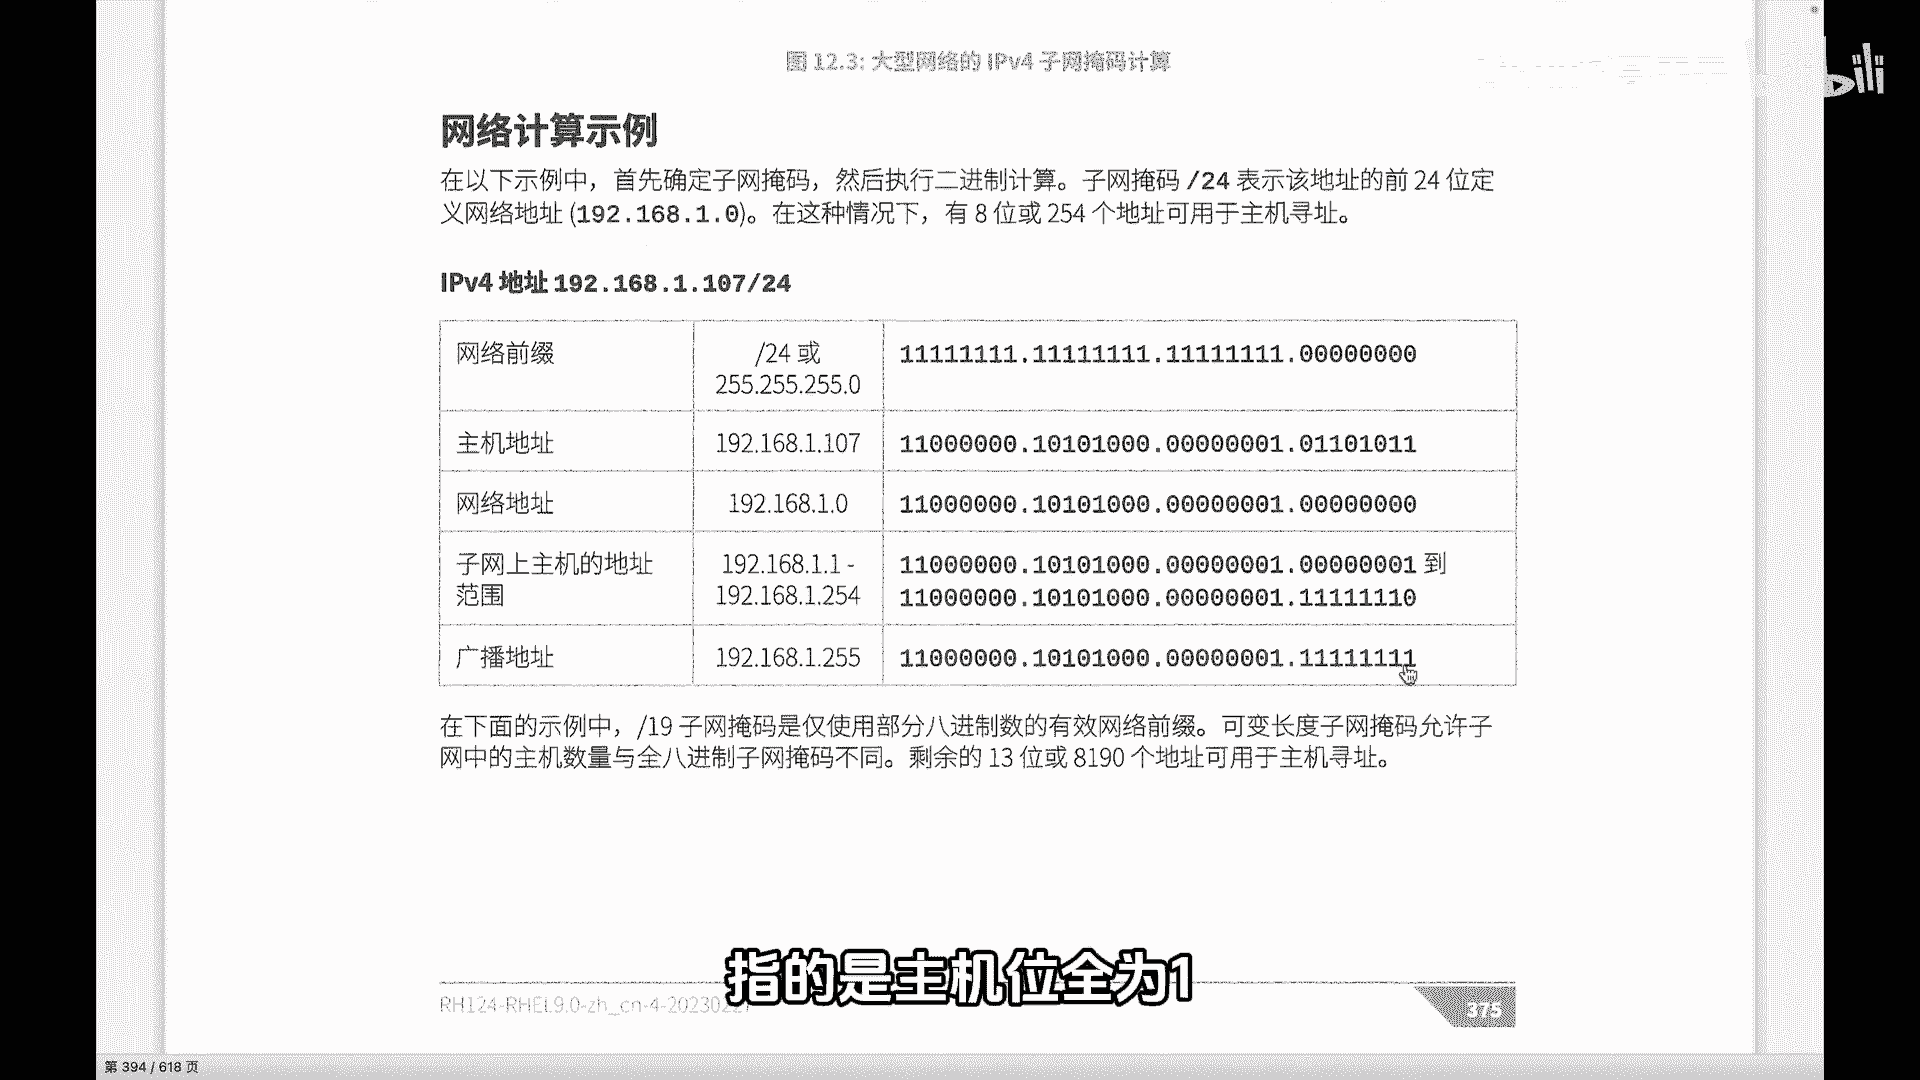 图 12.3: 大型网络的 IPv4 子网掩码计算
bili
网络计算示例
在以下示例中，首先确定子网掩码，然后执行二进制计算。子网掩码 /24 表示该地址的前 24 位定
义网络地址 (192.168.1.0)。在这种情况下，有 8 位或 254 个地址可用于主机寻址。
IPv4 地址 192.168.1.107/24
网络前缀
/24 或
255.255.255.0
11111111.11111111.11111111.00000000
主机地址
192.168.1.107
11000000.10101000.00000001.01101011
网络地址
192.168.1.0
11000000.10101000.00000001.00000000
子网上主机的地址
范围
192.168.1.1 -
192.168.1.254
11000000.10101000.00000001.00000001 到
11000000.10101000.00000001.11111110
广播地址
192.168.1.255
11000000.10101000.00000001.11111111
在下面的示例中，/19 子网掩码是仅使用部分八进制数的有效网络前缀。可变长度子网掩码允许子
网中的主机数量与全八进制子网掩码不同。剩余的 13 位或 8190 个地址可用于主机寻址。
指的是主机位全为1
RH124-RHEL9.0-zh_cn-4-20230227
375
第 394 / 618 页